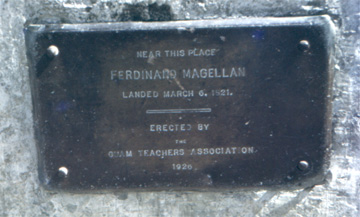 NEAR THIS PLACE
FERDINAND MAGELLAN
LANDED MARCH 6, 1521.
ERECTED BY
THE
GUAM TEACHERS ASSOCIATION
1926